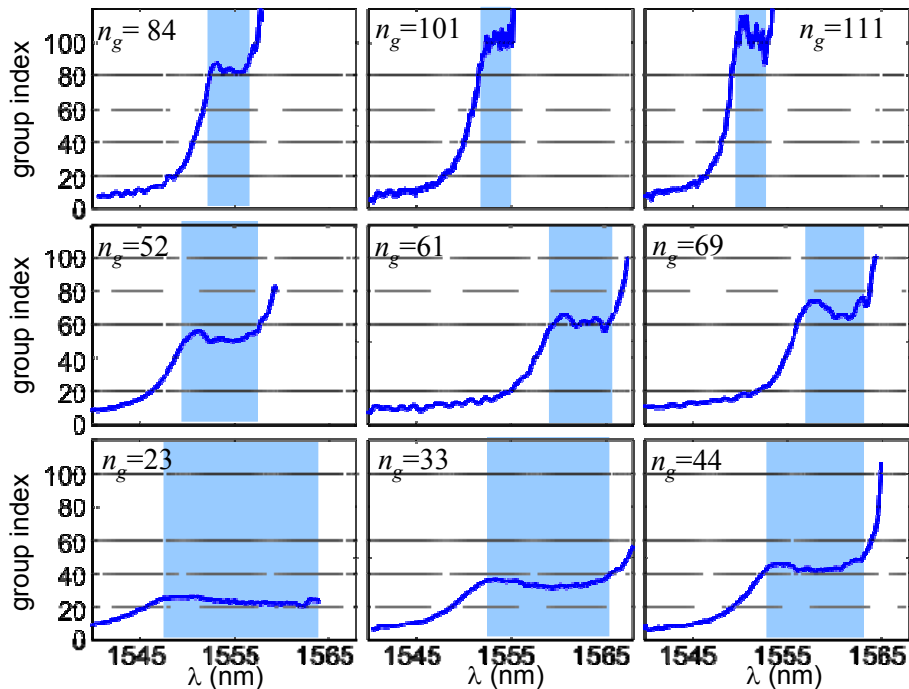 n_g= 84
n_g=101
n_g=111
group index
100
80
60
40
20
0
n_g=52
n_g=61
n_g=69
group index
100
80
60
40
20
0
n_g=23
n_g=33
n_g=44
group index
100
80
60
40
20
0
1545 1555 1565
1545 1555 1565
1545 1555 1565
λ (nm)
λ (nm)
λ (nm)